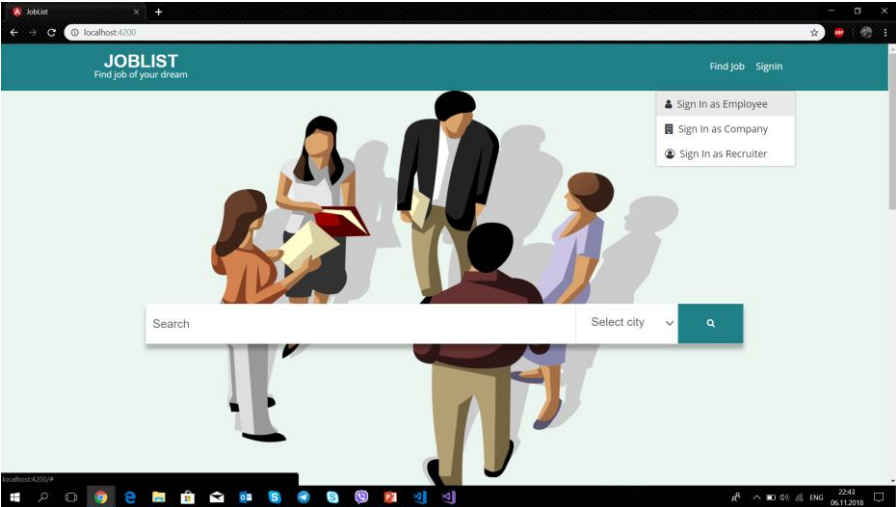 JobList
localhost:4200
JOBLIST
Find job of your dream
Find Job SignIn
Sign In as Employee
Sign In as Company
Sign In as Recruiter
Search
Select city
localhost:4200/#
ENG
22:43
06.11.2018